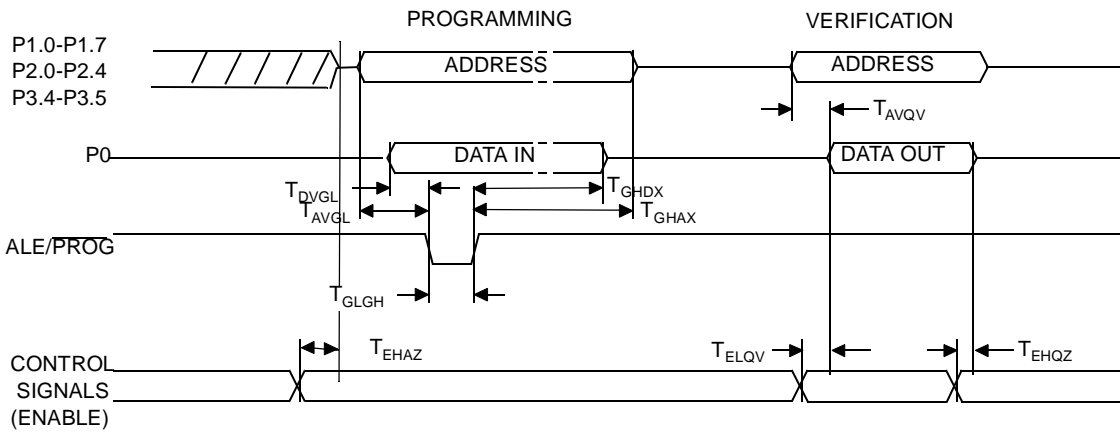 PROGRAMMING
VERIFICATION
P1.0-P1.7
P2.0-P2.4
P3.4-P3.5
ADDRESS
ADDRESS
TAVQV
P0
DATA IN
DATA OUT
TDVGL
TGHDX
TAVGL
TGHAX
ALE/PROG
TGLGH
TEHAZ
TELQV
TEHQZ
CONTROL
SIGNALS
(ENABLE)